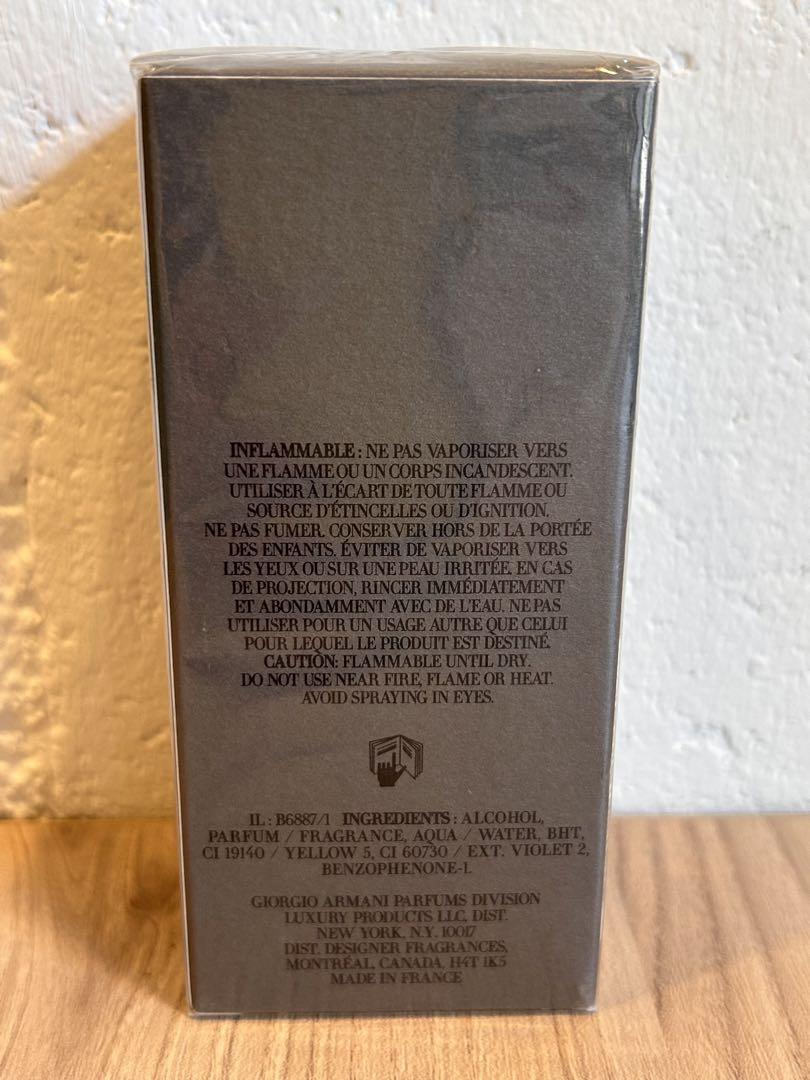 INFLAMMABLE : NE PAS VAPORISER VERS
UNE FLAMME OU UN CORPS INCANDESCENT.
UTILISER À L'ÉCART DE TOUTE FLAMME OU
SOURCE D'ÉTINCELLES OU D'IGNITION.
NE PAS FUMER. CONSERVER HORS DE LA PORTÉE
DES ENFANTS. ÉVITER DE VAPORISER VERS
LES YEUX OU SUR UNE PEAU IRRITÉE. EN CAS
DE PROJECTION, RINCER IMMÉDIATEMENT
ET ABONDAMMENT AVEC DE L'EAU. NE PAS
UTILISER POUR UN USAGE AUTRE QUE CELUI
POUR LEQUEL LE PRODUIT EST DESTINÉ.
CAUTION: FLAMMABLE UNTIL DRY.
DO NOT USE NEAR FIRE, FLAME OR HEAT.
AVOID SPRAYING IN EYES.
IL : B6887/1 INGREDIENTS : ALCOHOL,
PARFUM / FRAGRANCE, AQUA / WATER, BHT,
CI 19140 / YELLOW 5, CI 60730 / EXT. VIOLET 2,
BENZOPHENONE-1.
GIORGIO ARMANI PARFUMS DIVISION
LUXURY PRODUCTS LLC, DIST.
NEW YORK, N.Y. 10017
DIST. DESIGNER FRAGRANCES,
MONTRÉAL, CANADA, H4T 1K5
MADE IN FRANCE